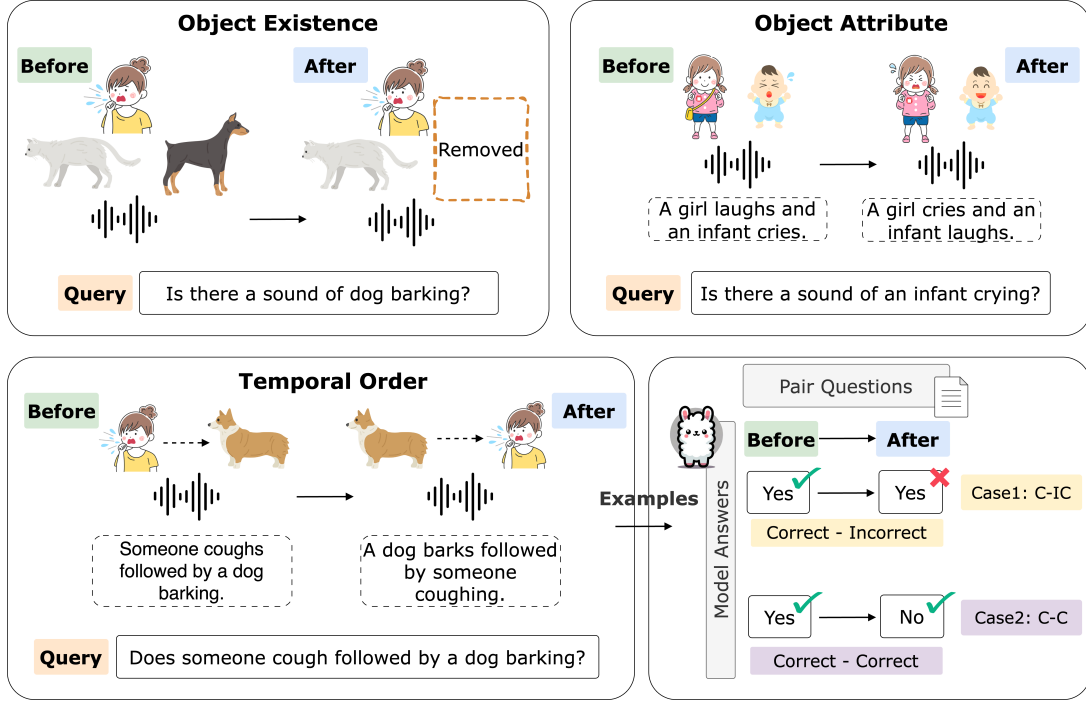 Object Existence
Before
After
Removed
Query
Is there a sound of dog barking?
Object Attribute
Before
After
A girl laughs and
an infant cries.
A girl cries and an
infant laughs.
Query
Is there a sound of an infant crying?
Temporal Order
Before
After
Someone coughs
followed by a dog
barking.
A dog barks followed
by someone
coughing.
Query
Does someone cough followed by a dog barking?
Examples
Pair Questions
Model Answers
Before
After
Yes
Yes
Case1: C-IC
Correct - Incorrect
Yes
No
Case2: C-C
Correct - Correct